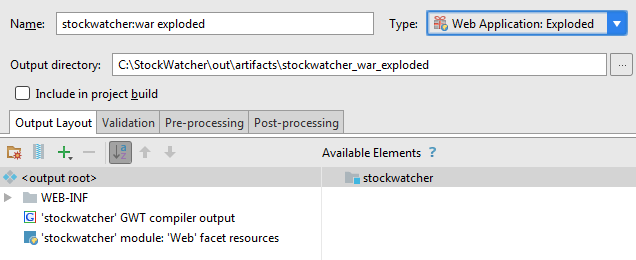 Name: stockwatcher:war exploded Type: Web Application: Exploded
Output directory: C:\StockWatcher\out\artifacts\stockwatcher_war_exploded ...
Include in project build
Output Layout Validation Pre-processing Post-processing
Available Elements ?
<output root> stockwatcher
WEB-INF
'stockwatcher' GWT compiler output
'stockwatcher' module: 'Web' facet resources